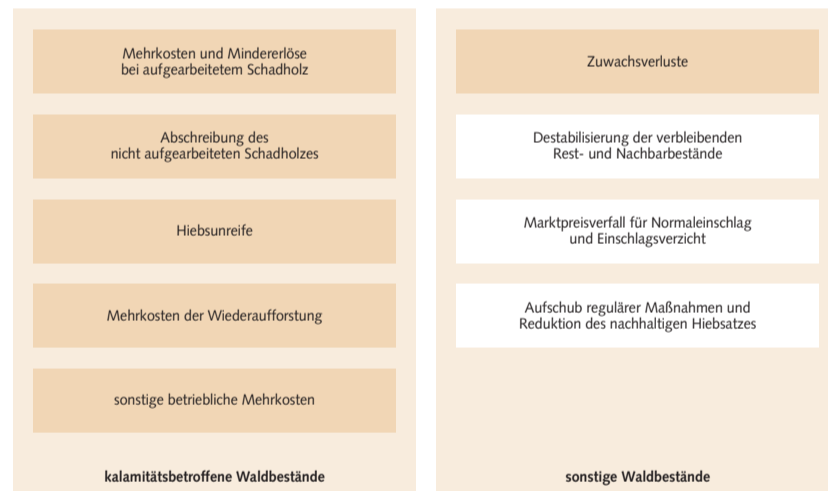 Mehrkosten und Mindererlöse
bei aufgearbeitetem Schadholz
Abschreibung des
nicht aufgearbeiteten Schadholzes
Hiebsunreife
Mehrkosten der Wiederaufforstung
sonstige betriebliche Mehrkosten
kalamitätsbetroffene Waldbestände
Zuwachsverluste
Destabilisierung der verbleibenden
Rest- und Nachbarbestände
Marktpreisverfall für Normaleinschlag
und Einschlagsverzicht
Aufschub regulärer Maßnahmen und
Reduktion des nachhaltigen Hiebsatzes
sonstige Waldbestände